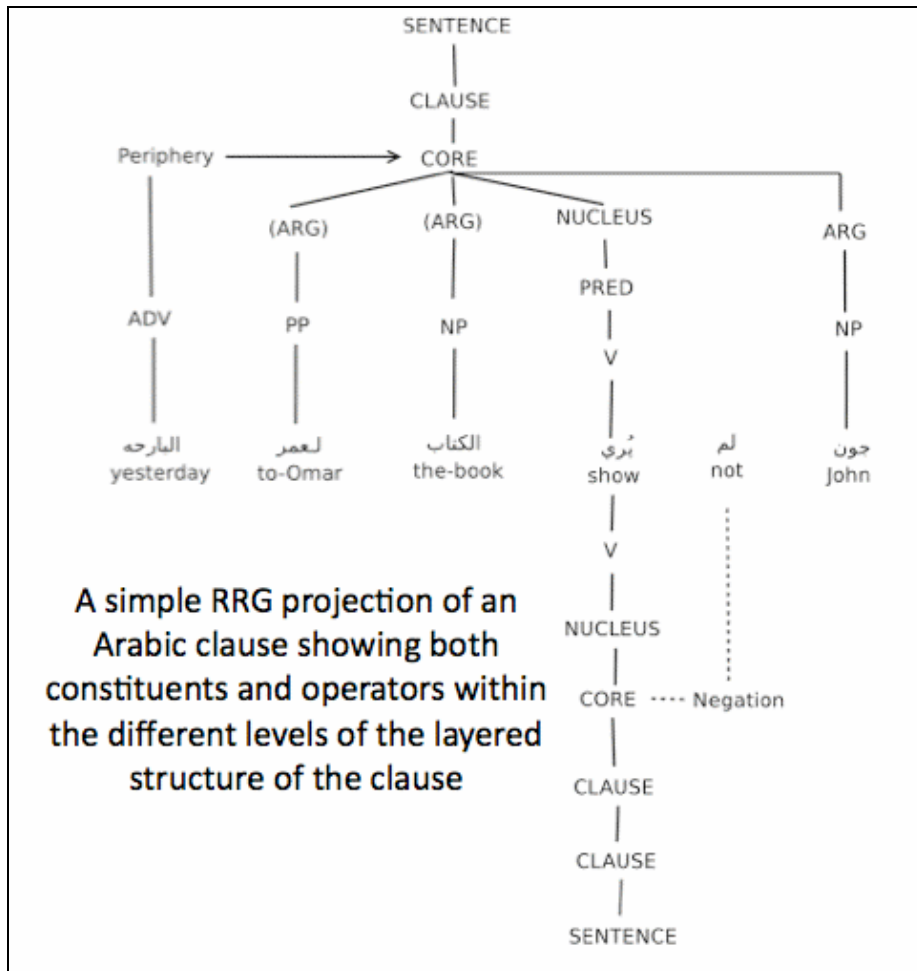 SENTENCE
CLAUSE
Periphery CORE
(ARG) (ARG) NUCLEUS ARG
PRED
ADV PP NP NP
V
البارحه لعمر الكتاب يُري لم جون
yesterday to-Omar the-book show not John
V
A simple RRG projection of an
Arabic clause showing both
constituents and operators within
the different levels of the layered
structure of the clause
NUCLEUS
CORE Negation
CLAUSE
CLAUSE
SENTENCE